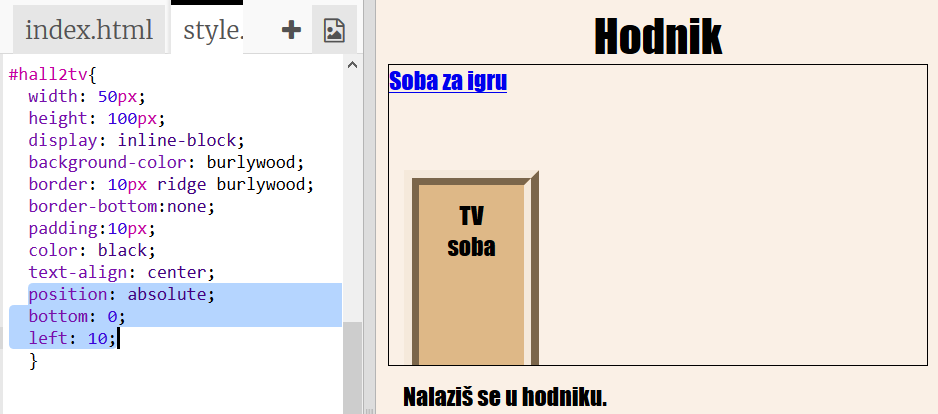 index.html
style.
+
#hall2tv{
width: 50px;
height: 100px;
display: inline-block;
background-color: burlywood;
border: 10px ridge burlywood;
border-bottom:none;
padding:10px;
color: black;
text-align: center;
position: absolute;
bottom: 0;
left: 10;
}
Hodnik
Soba za igru
TV
soba
Nalaziš se u hodniku.